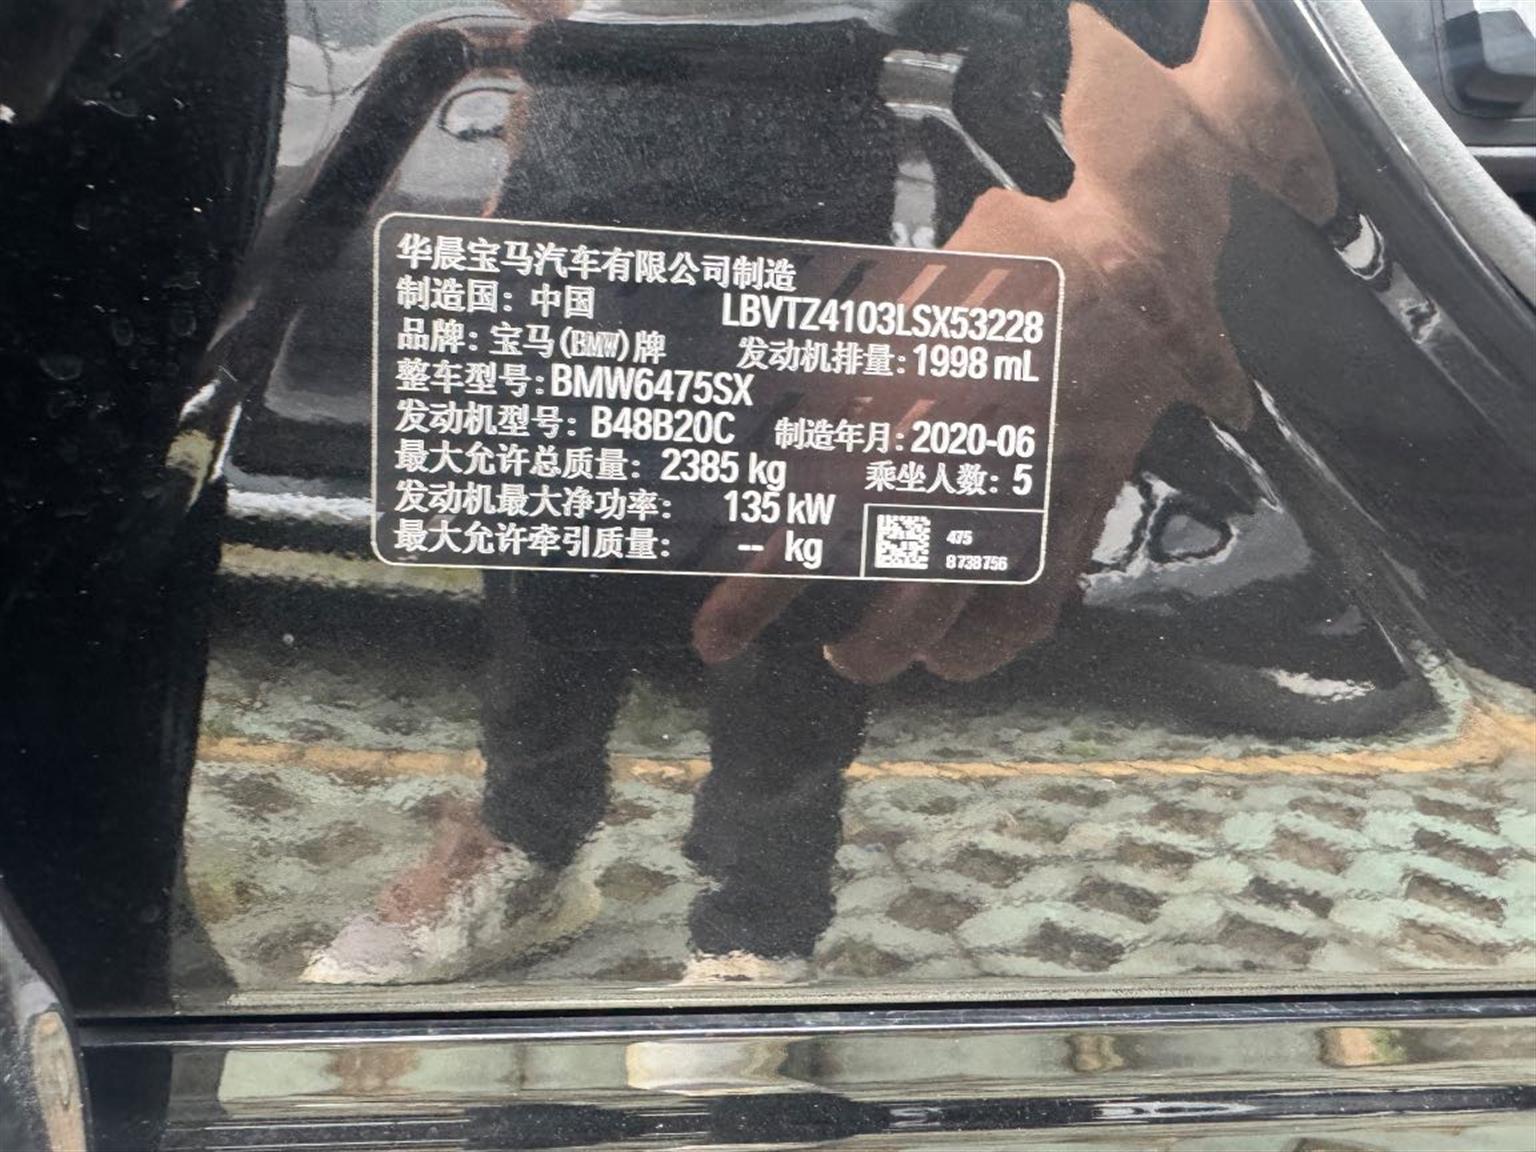 华晨宝马汽车有限公司制造
制造国：中国 LBVTZ4103LSX53228
品牌：宝马(BMW)牌 发动机排量：1998 mL
整车型号：BMW6475SX
发动机型号：B48B20C 制造年月：2020-06
最大允许总质量：2385 kg 乘坐人数：5
发动机最大净功率：135 kW
最大允许牵引质量：-- kg
475
8738756